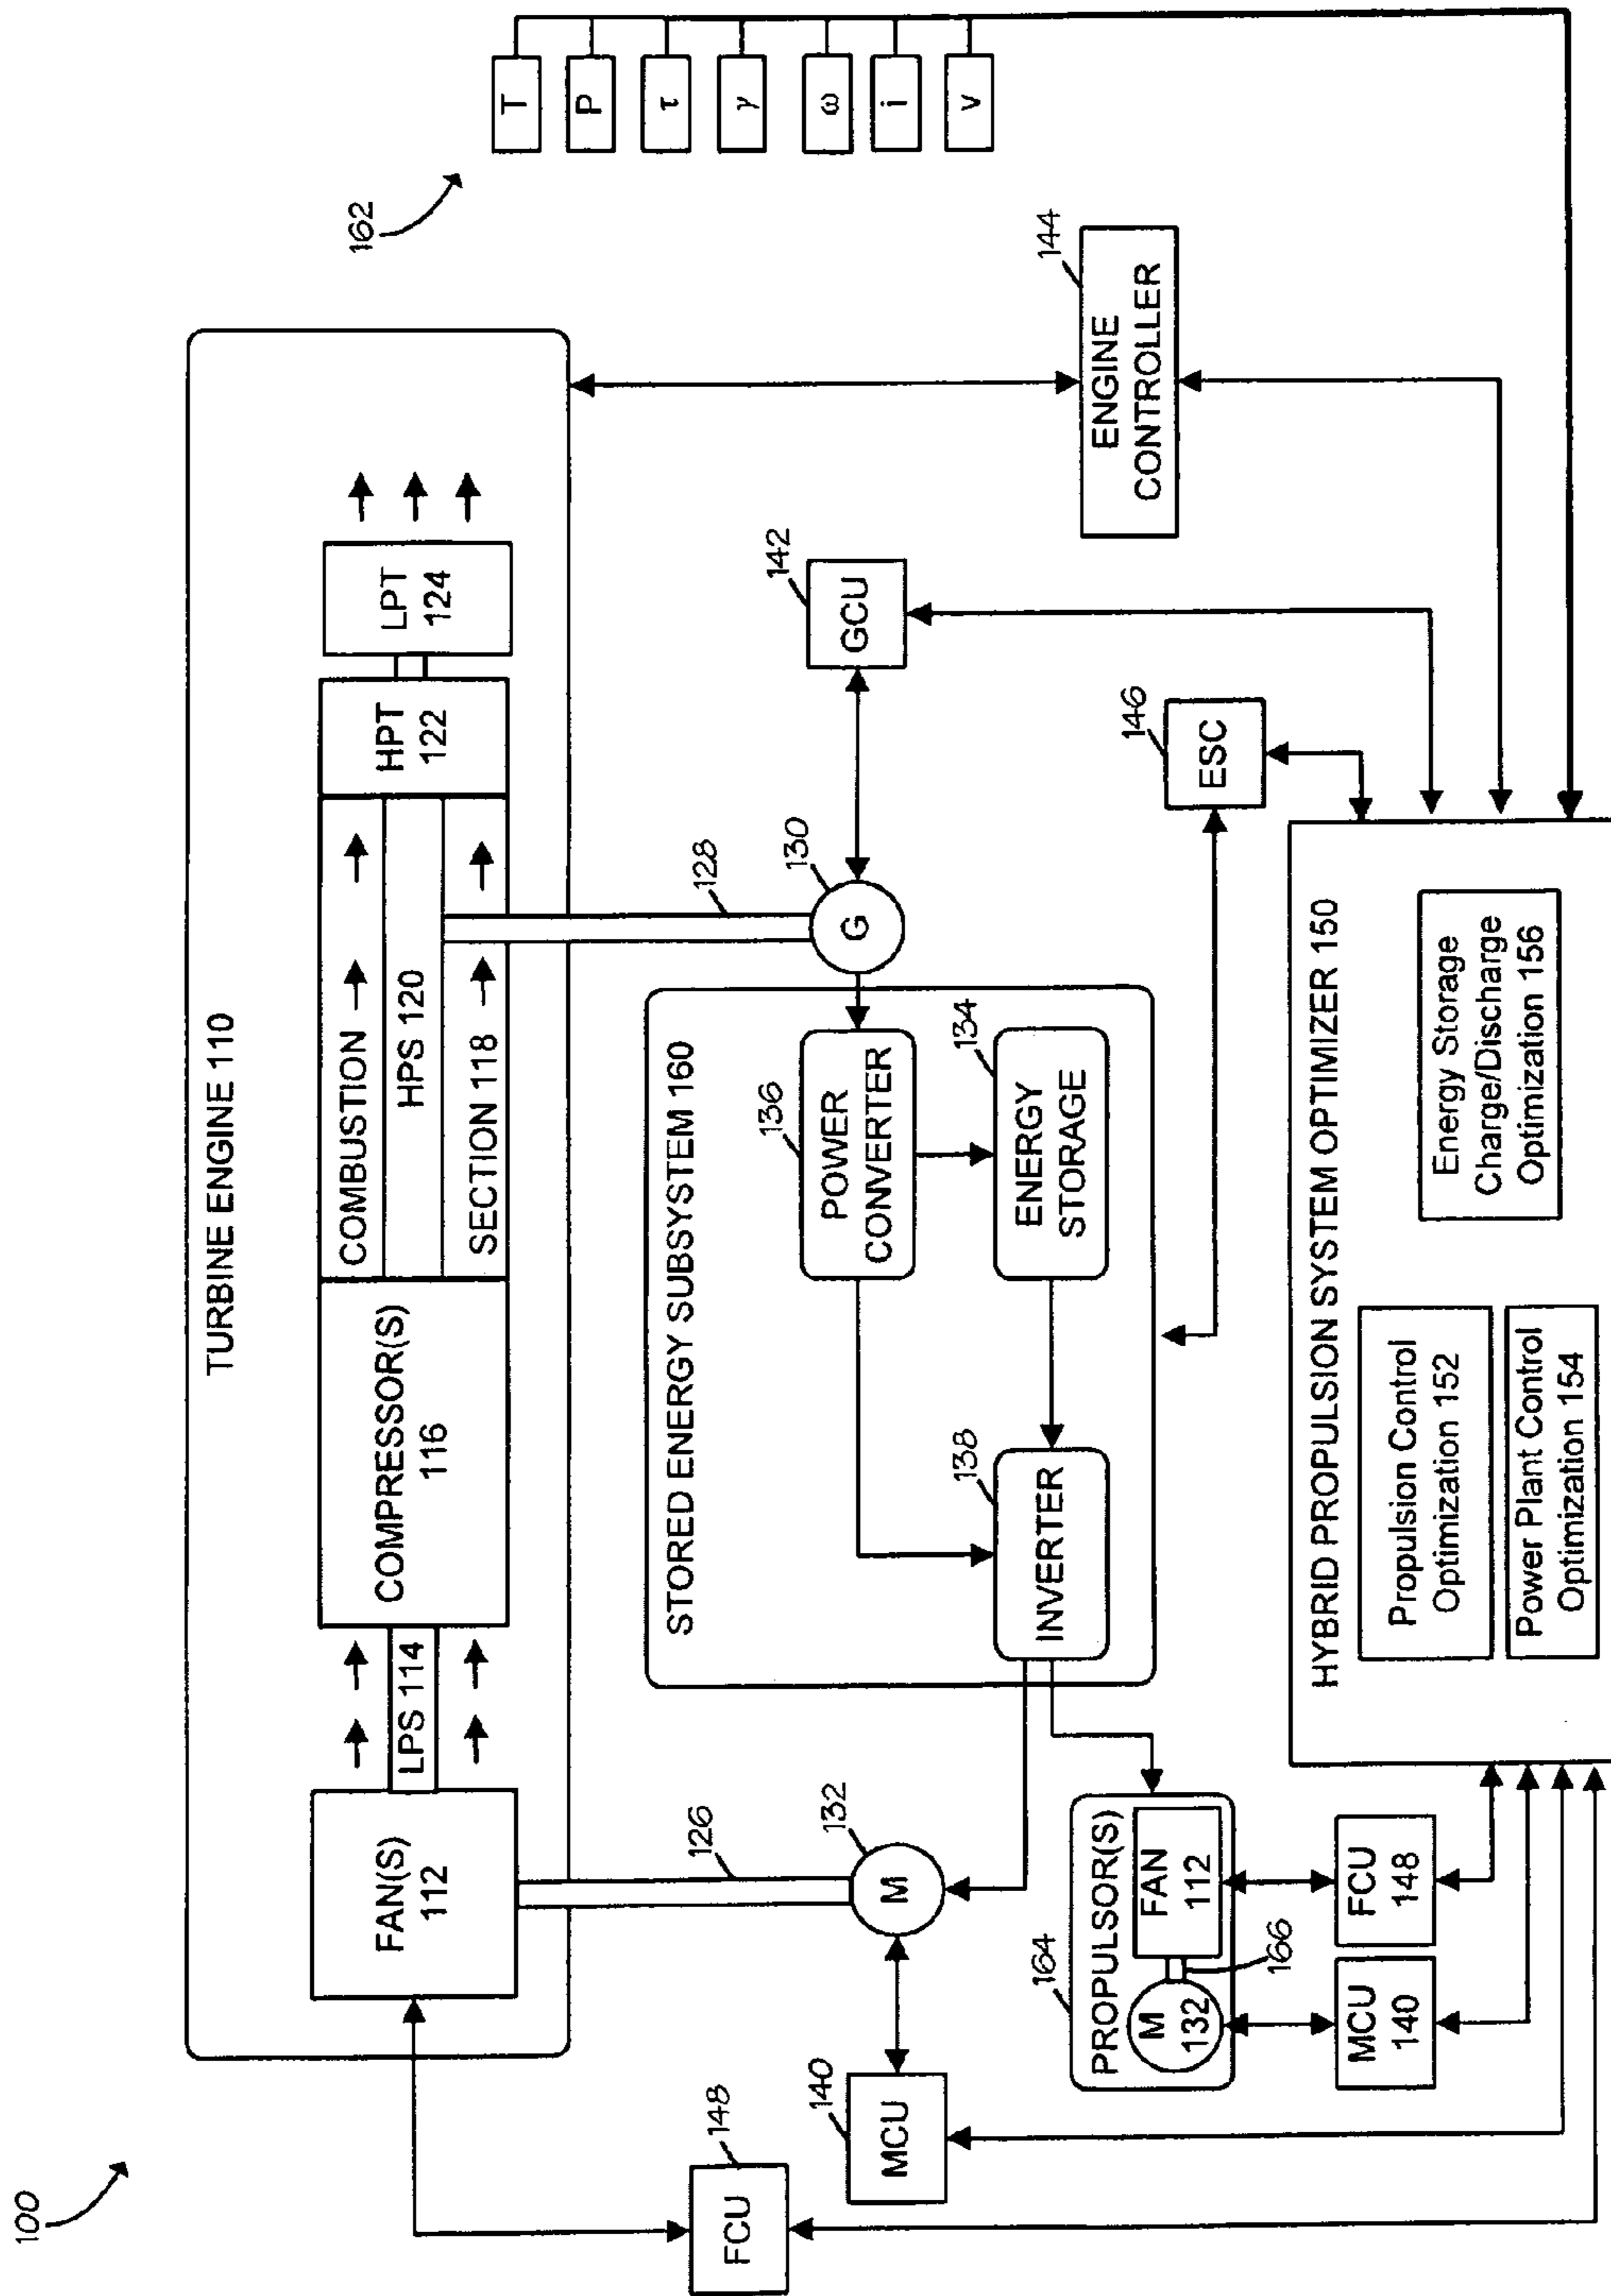 100
TURBINE ENGINE 110
FAN(S)
112
LPS 114
COMPRESSOR(S)
116
COMBUSTION
HPS 120
SECTION 118
HPT
122
LPT
124
162
T
P
τ
γ
ω
i
v
126
128
148
FCU
140
MCU
132
M
130
G
142
GCU
144
ENGINE
CONTROLLER
STORED ENERGY SUBSYSTEM 160
136
POWER
CONVERTER
134
ENERGY
STORAGE
138
INVERTER
146
ESC
164
PROPULSOR(S)
M
132
FAN
112
166
MCU
140
FCU
148
HYBRID PROPULSION SYSTEM OPTIMIZER 150
Propulsion Control
Optimization 152
Power Plant Control
Optimization 154
Energy Storage
Charge/Discharge
Optimization 156